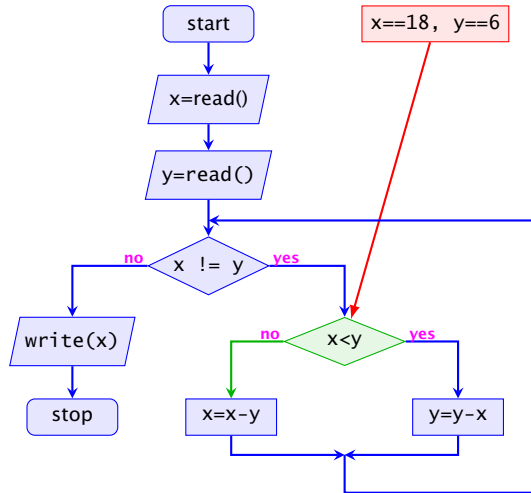 start
x==18, y==6
x=read()
y=read()
no
x != y
yes
write(x)
no
x<y
yes
stop
x=x-y
y=y-x